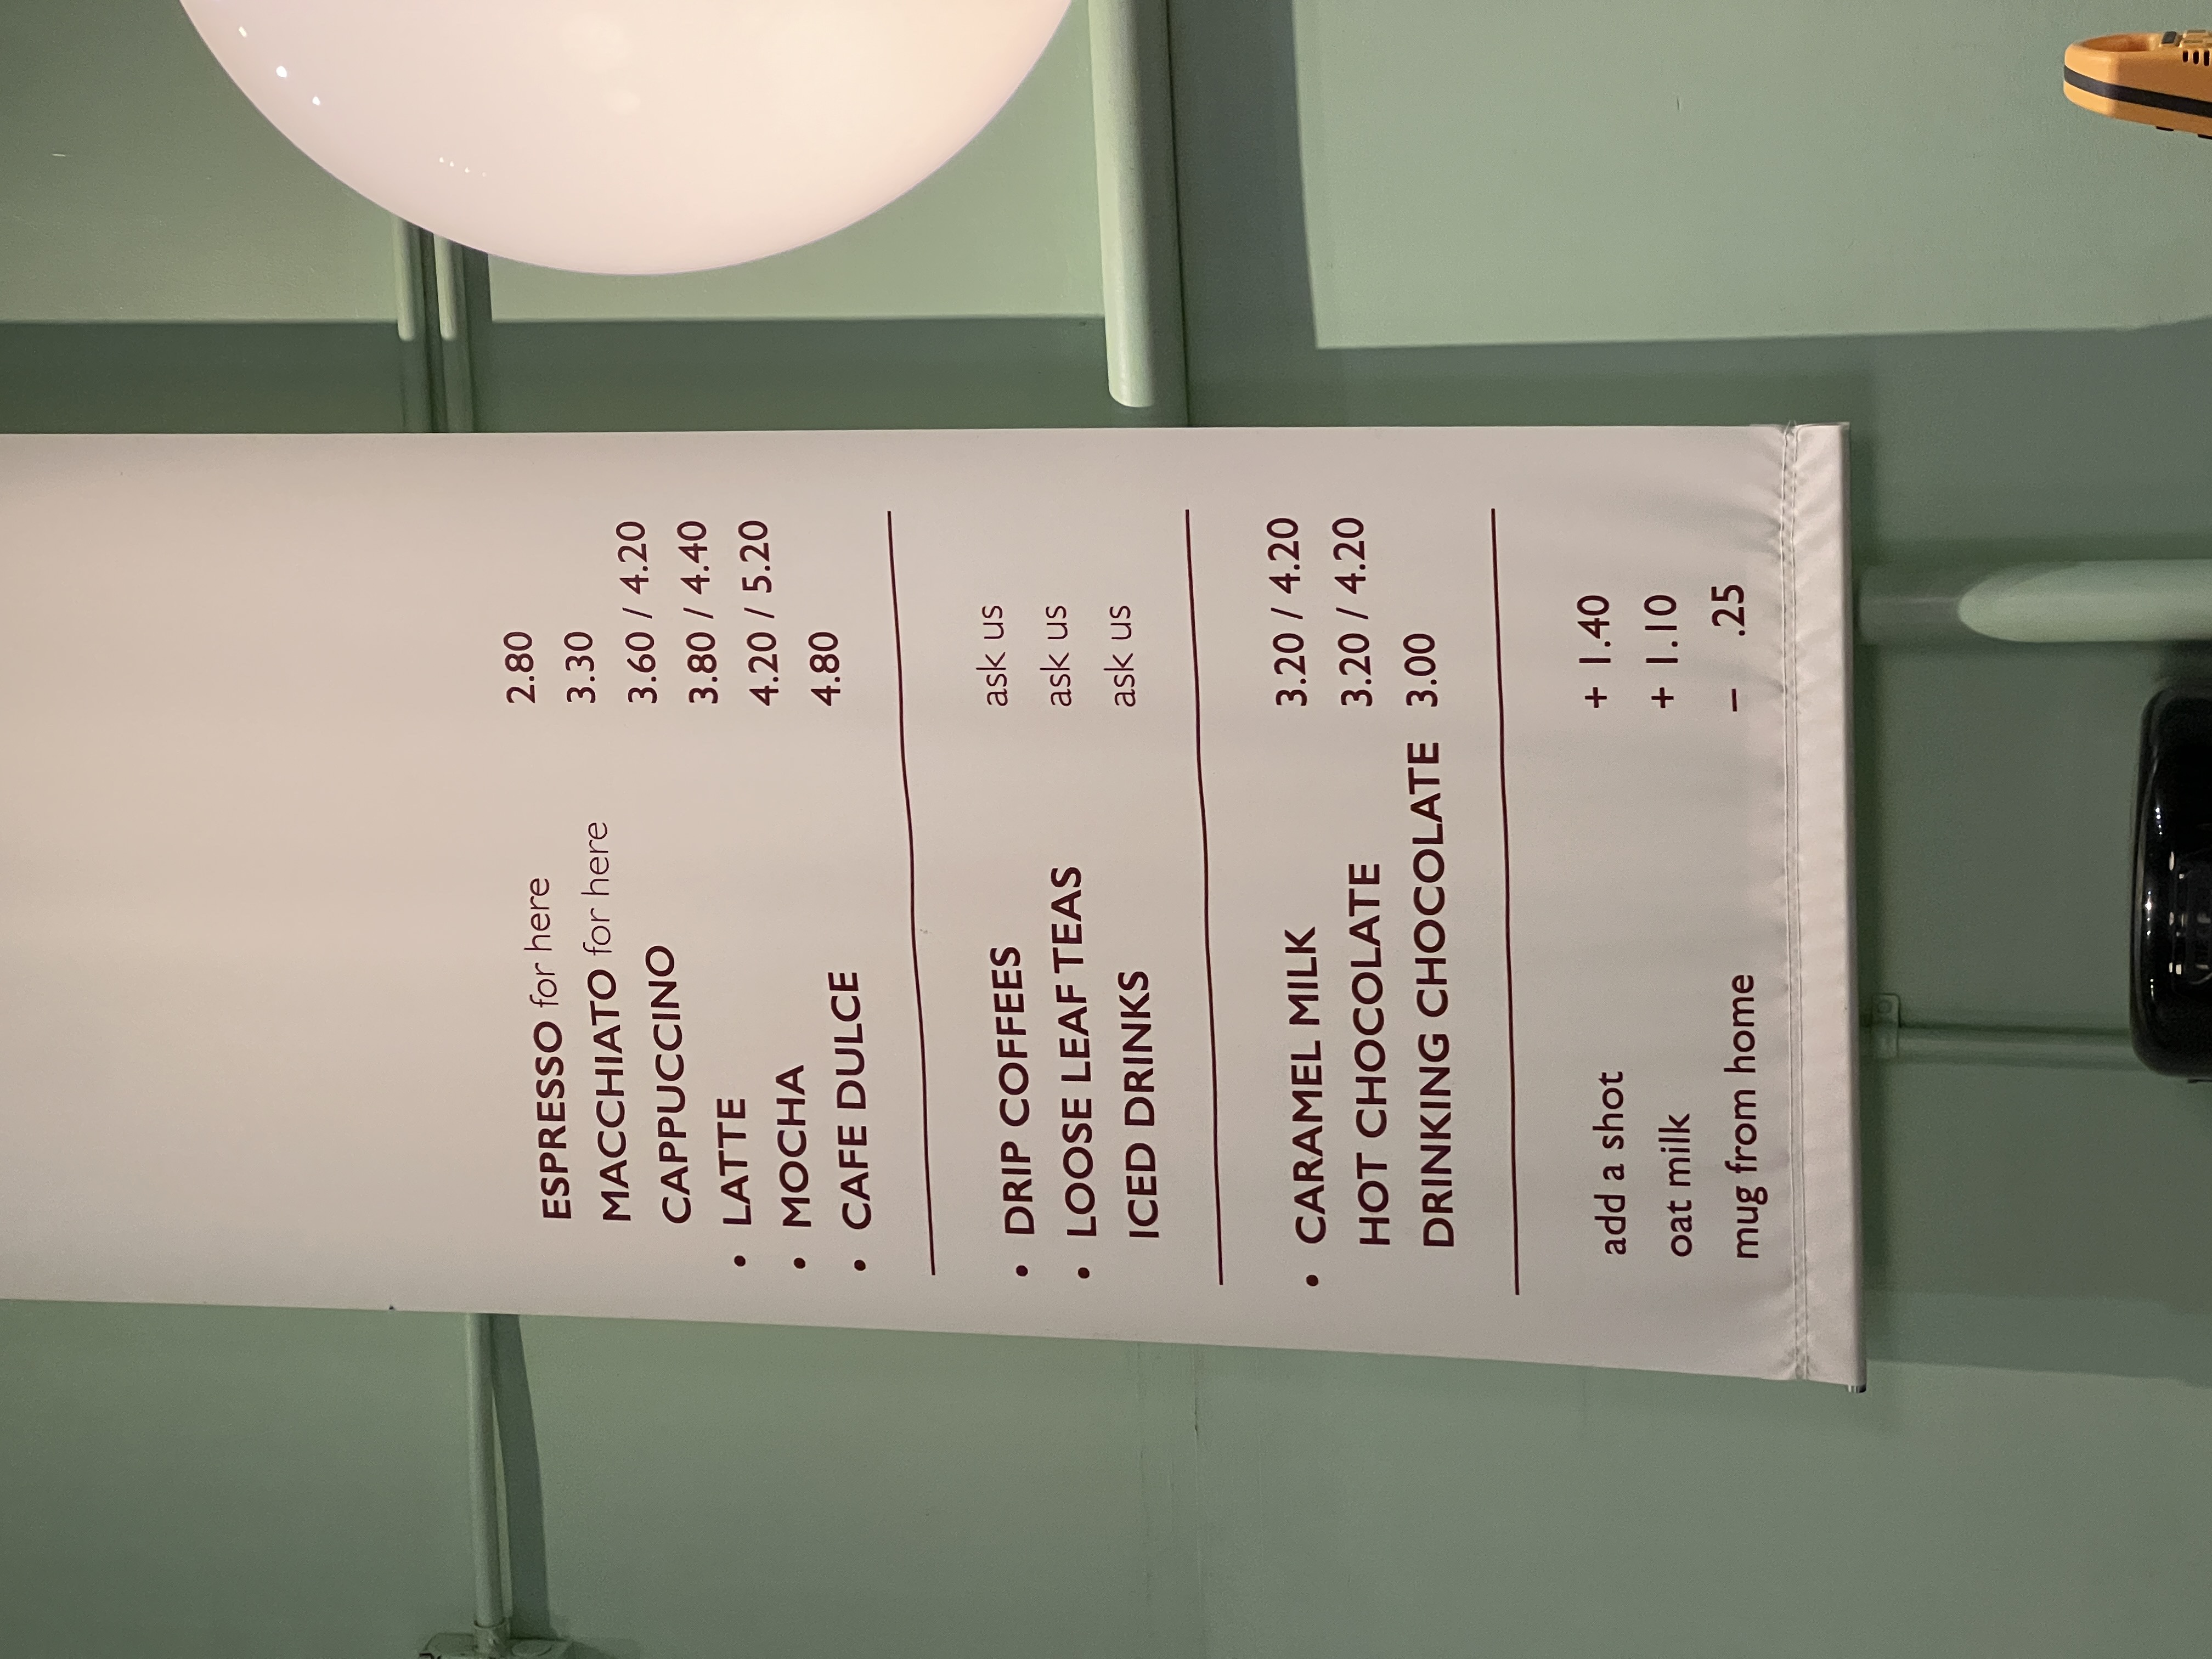 ESPRESSO for here 2.80
MACCHIATO for here 3.30
CAPPUCCINO 3.60 / 4.20
• LATTE 3.80 / 4.40
• MOCHA 4.20 / 5.20
• CAFE DULCE 4.80
• DRIP COFFEES ask us
• LOOSE LEAF TEAS ask us
ICED DRINKS ask us
• CARAMEL MILK 3.20 / 4.20
HOT CHOCOLATE 3.20 / 4.20
DRINKING CHOCOLATE 3.00
add a shot + 1.40
oat milk + 1.10
mug from home – .25